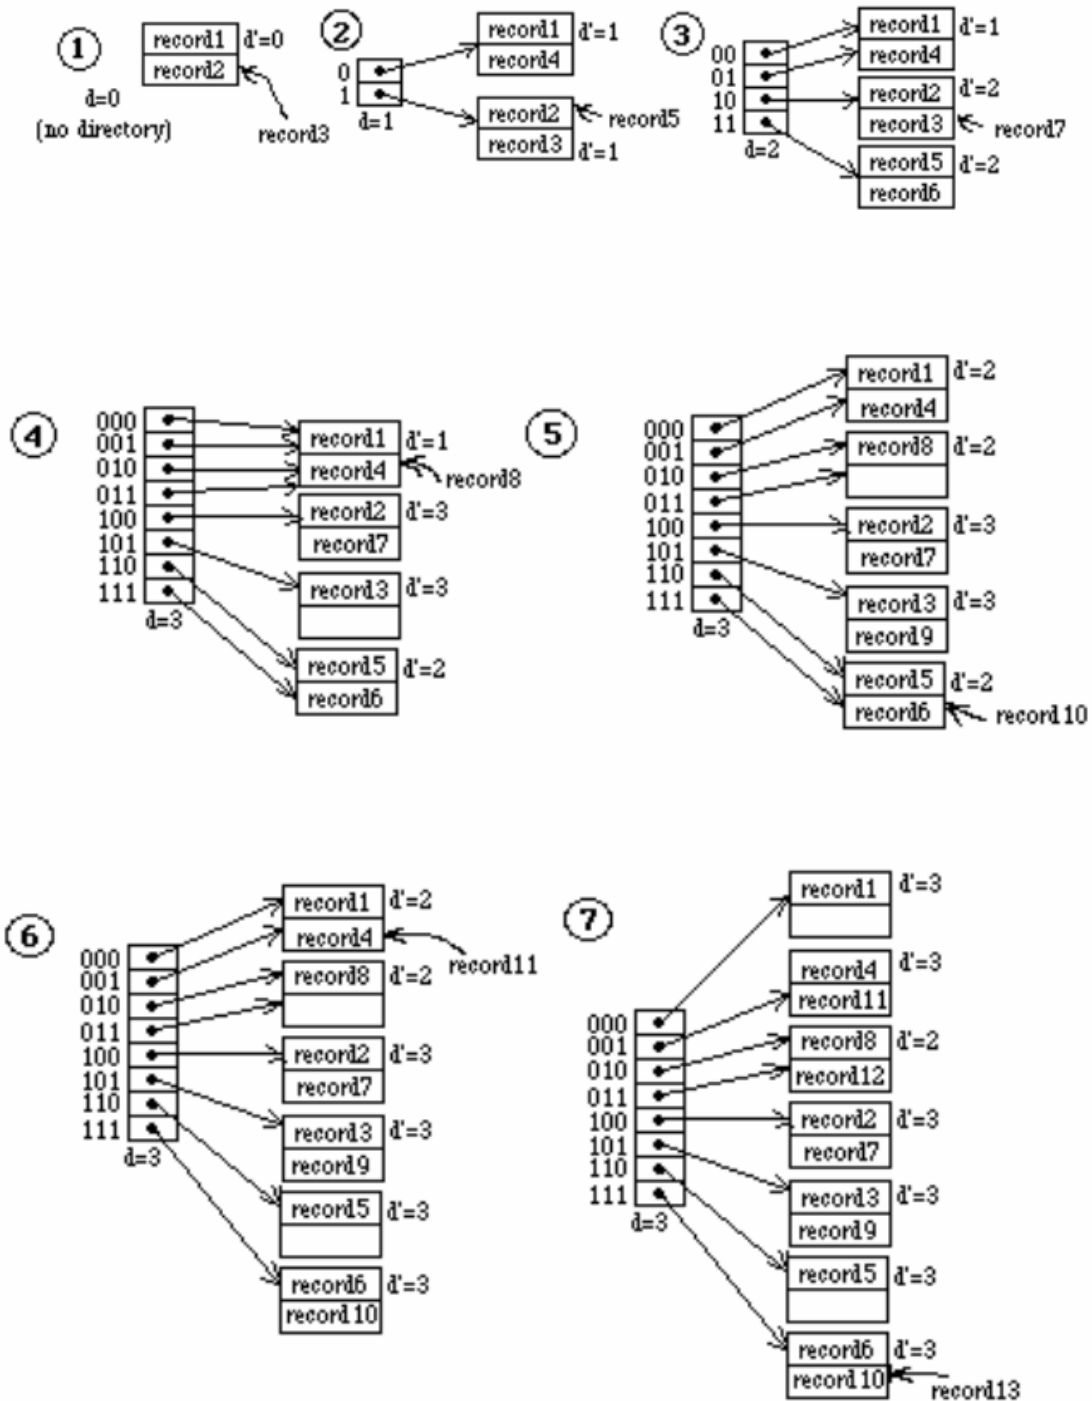 1
record1 d'=0
record2
d=0
(no directory)
record3
2
0
1
d=1
record1 d'=1
record4
record2
record3 d'=1
record5
3
00
01
10
11
d=2
record1 d'=1
record4
record2 d'=2
record3
record7
record5 d'=2
record6
4
000
001
010
011
100
101
110
111
d=3
record1 d'=1
record4
record8
record2 d'=3
record7
record3 d'=3
record5 d'=2
record6
5
000
001
010
011
100
101
110
111
d=3
record1 d'=2
record4
record8 d'=2
record2 d'=3
record7
record3 d'=3
record9
record5 d'=2
record6
record10
6
000
001
010
011
100
101
110
111
d=3
record1 d'=2
record4
record11
record8 d'=2
record2 d'=3
record7
record3 d'=3
record9
record5 d'=3
record6 d'=3
record10
7
000
001
010
011
100
101
110
111
d=3
record1 d'=3
record4 d'=3
record11
record8 d'=2
record12
record2 d'=3
record7
record3 d'=3
record9
record5 d'=3
record6 d'=3
record10
record13